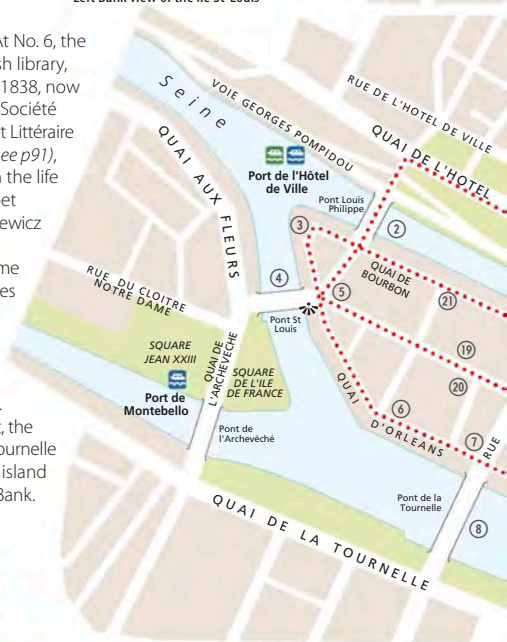 Left Bank view of the Ile St-Louis
At No. 6, the
sh library,
1838, now
Société
t Littéraire
ee p91),
the life
oet
ewicz
me
es
, the
ournelle
island
Bank.
Seine
VOIE GEORGES POMPIDOU
RUE DE L'HOTEL DE VILLE
QUAI DE L'HOTEL
QUAI AUX FLEURS
Port de l'Hôtel
de Ville
Pont Louis
Philippe
2
3
4
5
QUAI DE
BOURBON
21
RUE DU CLOITRE
NOTRE DAME
Pont St
Louis
19
20
SQUARE
JEAN XXIII
QUAI DE
L'ARCHEVECHE
SQUARE
DE L'ILE
DE FRANCE
Port de
Montebello
QUAI
D'ORLEANS
6
7
RUE
Pont de
l'Archevéché
Pont de la
Tournelle
8
QUAI DE LA TOURNELLE